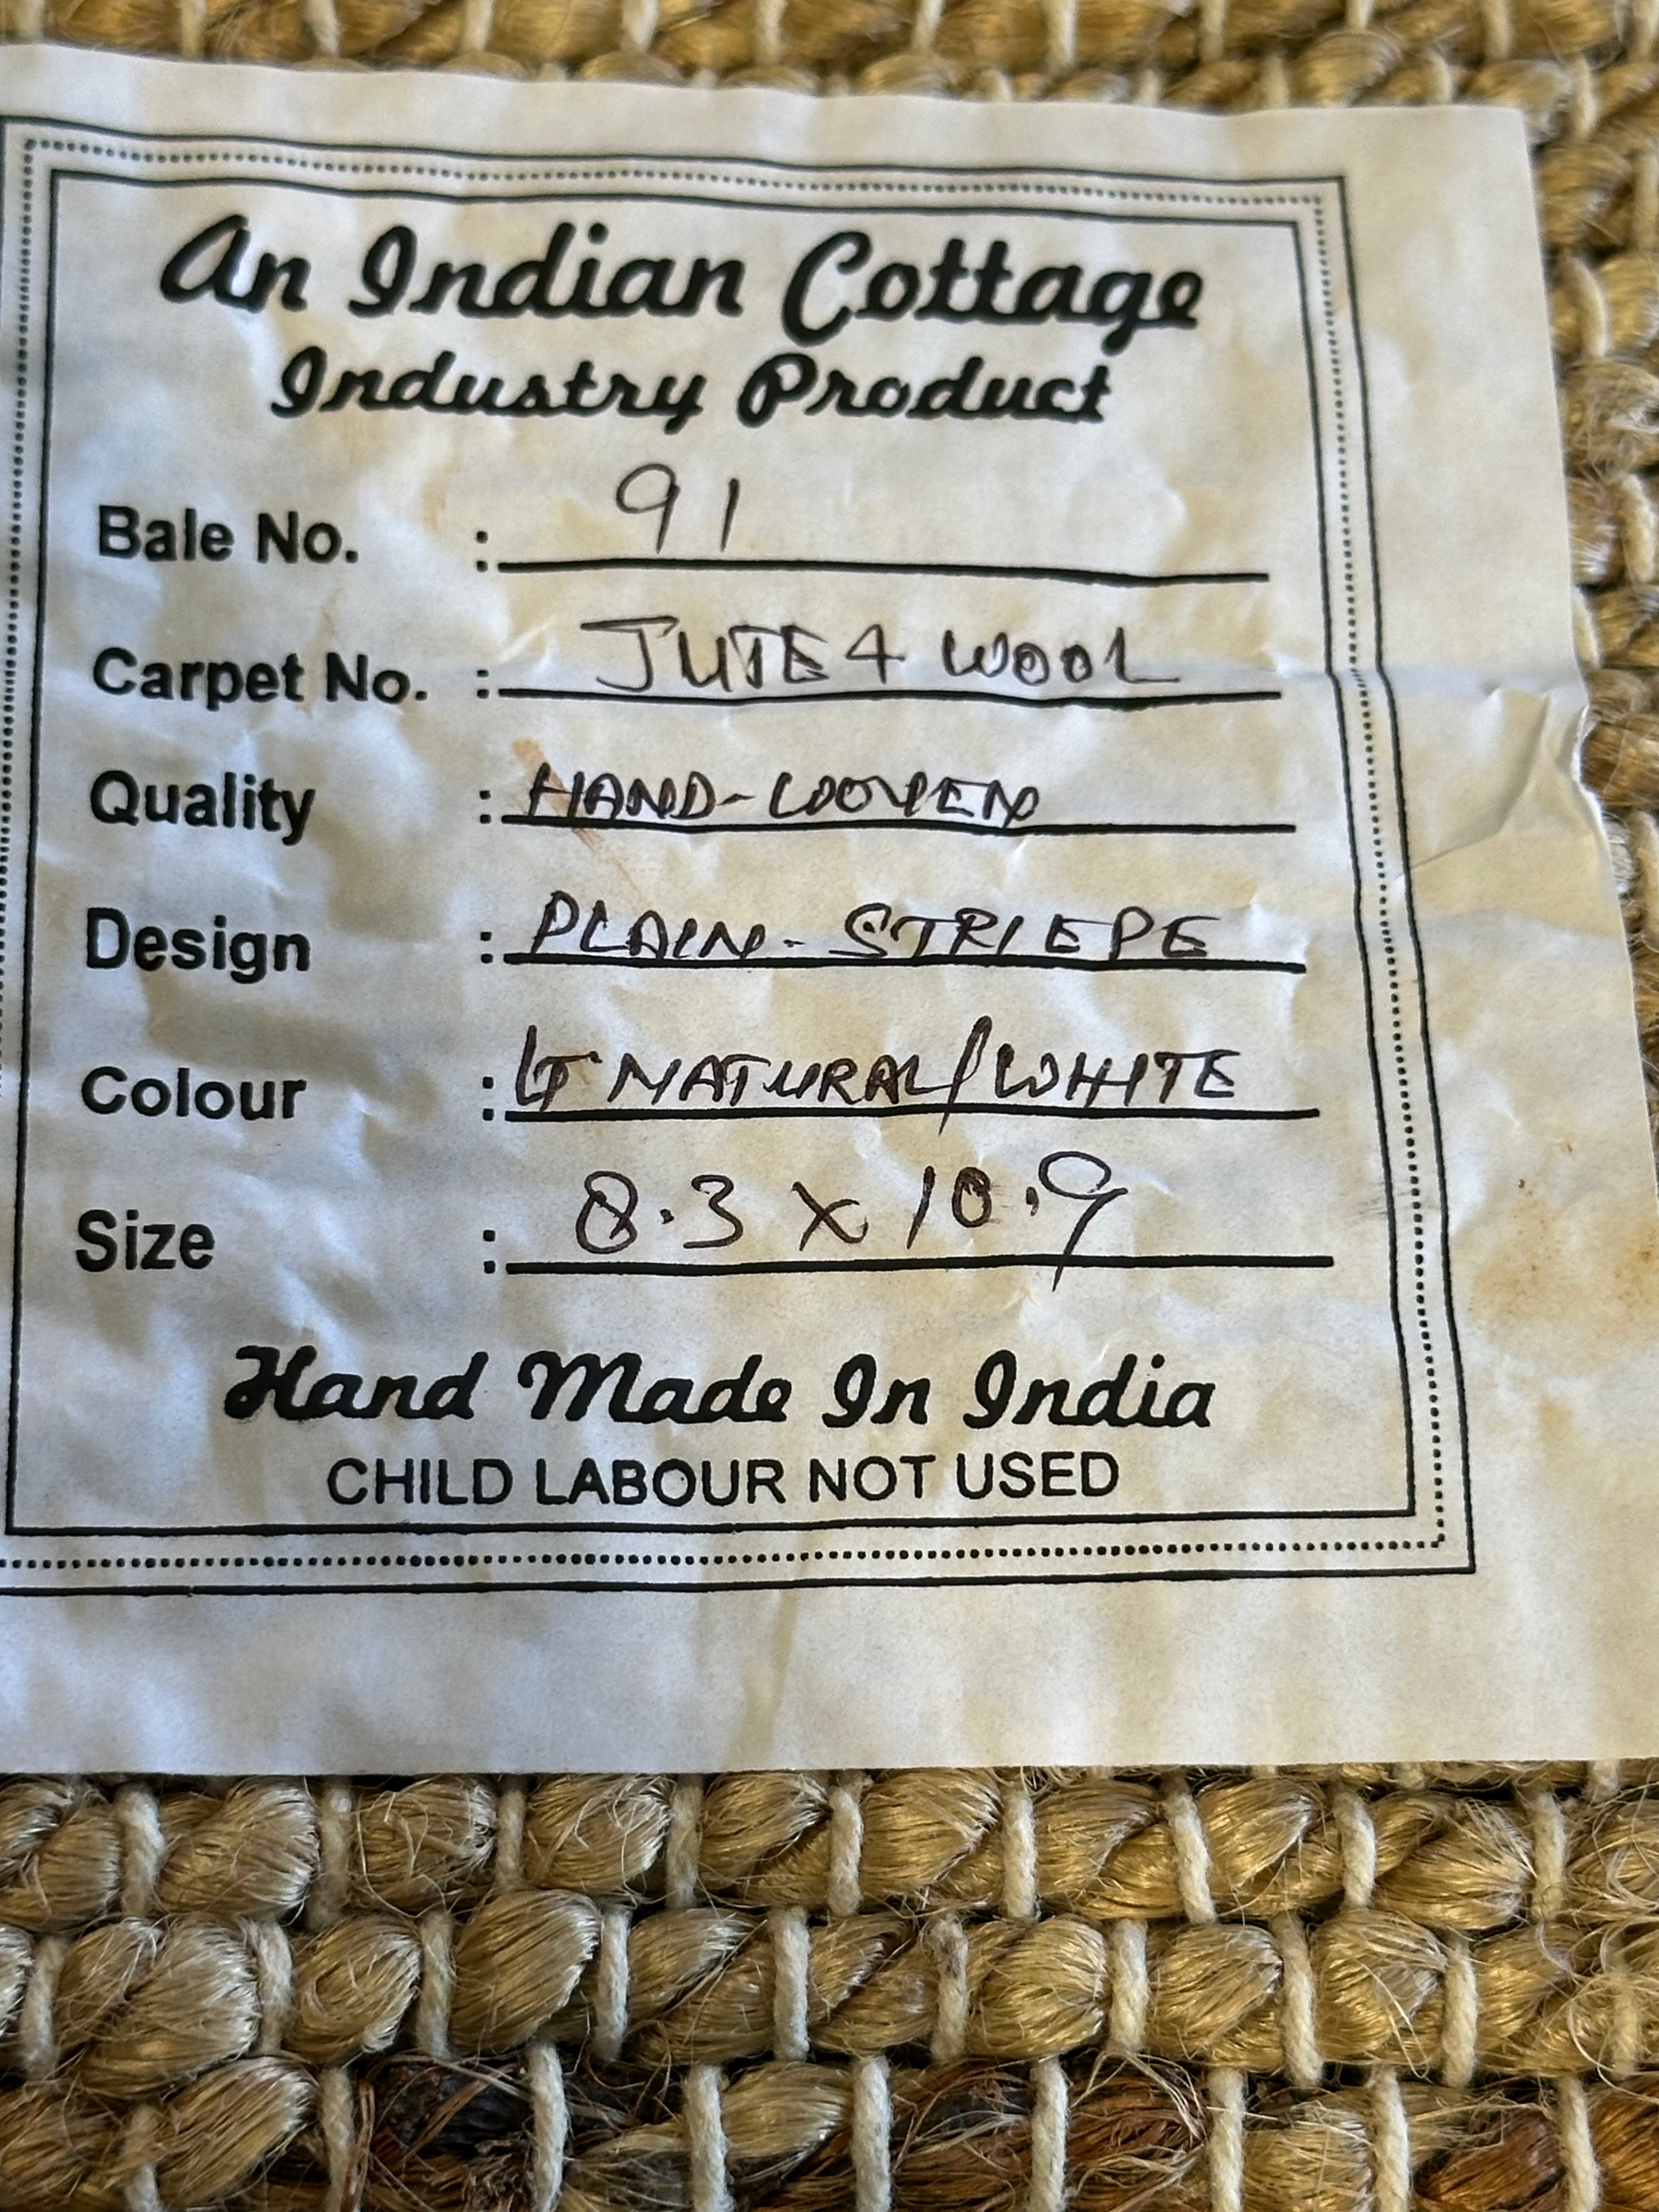 An Indian Cottage
Industry Product
Bale No. : 91
Carpet No. : JUTE & WOOL
Quality : HAND-WOVEN
Design : PLAIN-STRIEPE
Colour : LT NATURAL/WHITE
Size : 8.3 x 10.9
Hand Made In India
CHILD LABOUR NOT USED